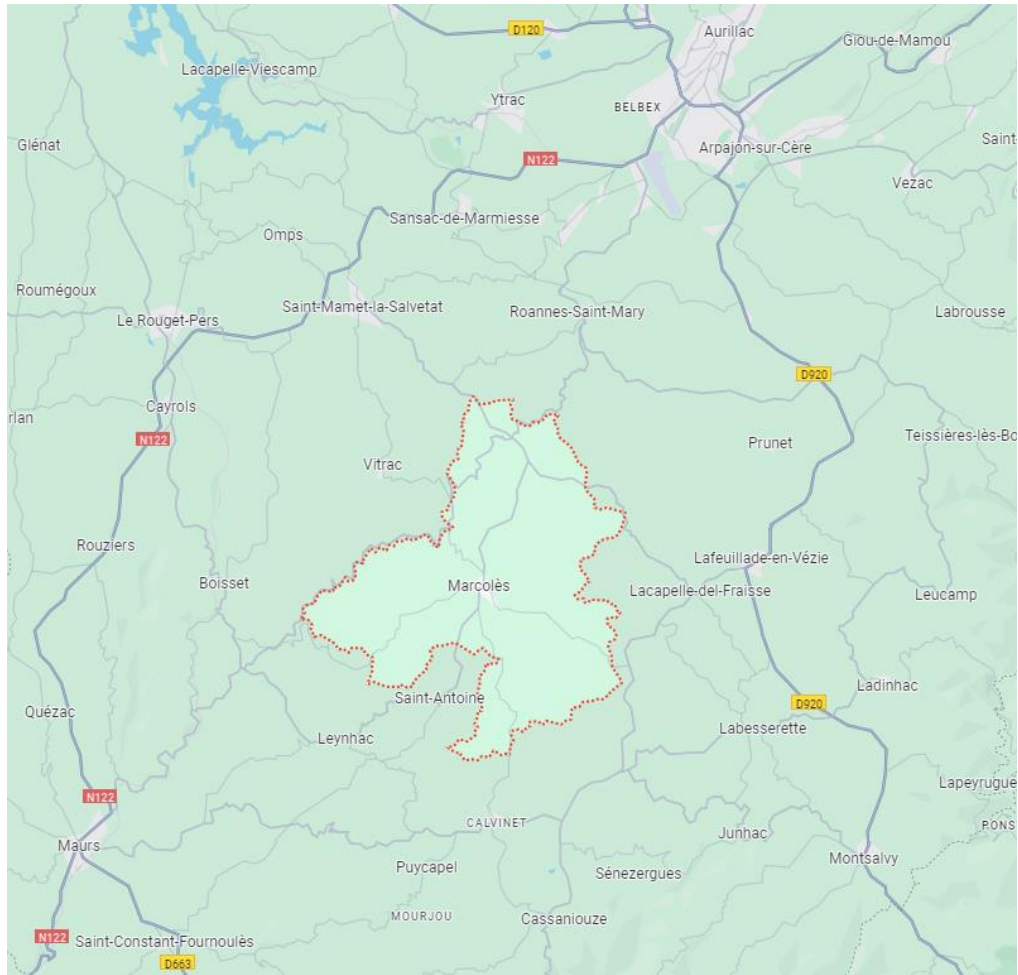 D120
Aurillac
Giou-de-Mamou
Lacapelle-Viescamp
Ytrac
BELBEX
Glénat
Arpajon-sur-Cère
Saint-
N122
Vezac
Sansac-de-Marmiesse
Omps
Roumégoux
Saint-Mamet-la-Salvetat
Roannes-Saint-Mary
Labrousse
Le Rouget-Pers
D920
Cayrols
rlan
N122
Prunet
Teissières-lès-Bo
Vitrac
Rouziers
Lafeuillade-en-Vézie
Boisset
Marcolès
Lacapelle-del-Fraisse
Leucamp
Ladinhac
Saint-Antoine
D920
Quézac
Labesserette
Leynhac
Lapeyrugue
N122
CALVINET
Junhac
PONS
Maurs
Montsalvy
Puycapel
Sénezergues
MOURJOU
Cassaniouze
N122
Saint-Constant-Fournoulès
D663